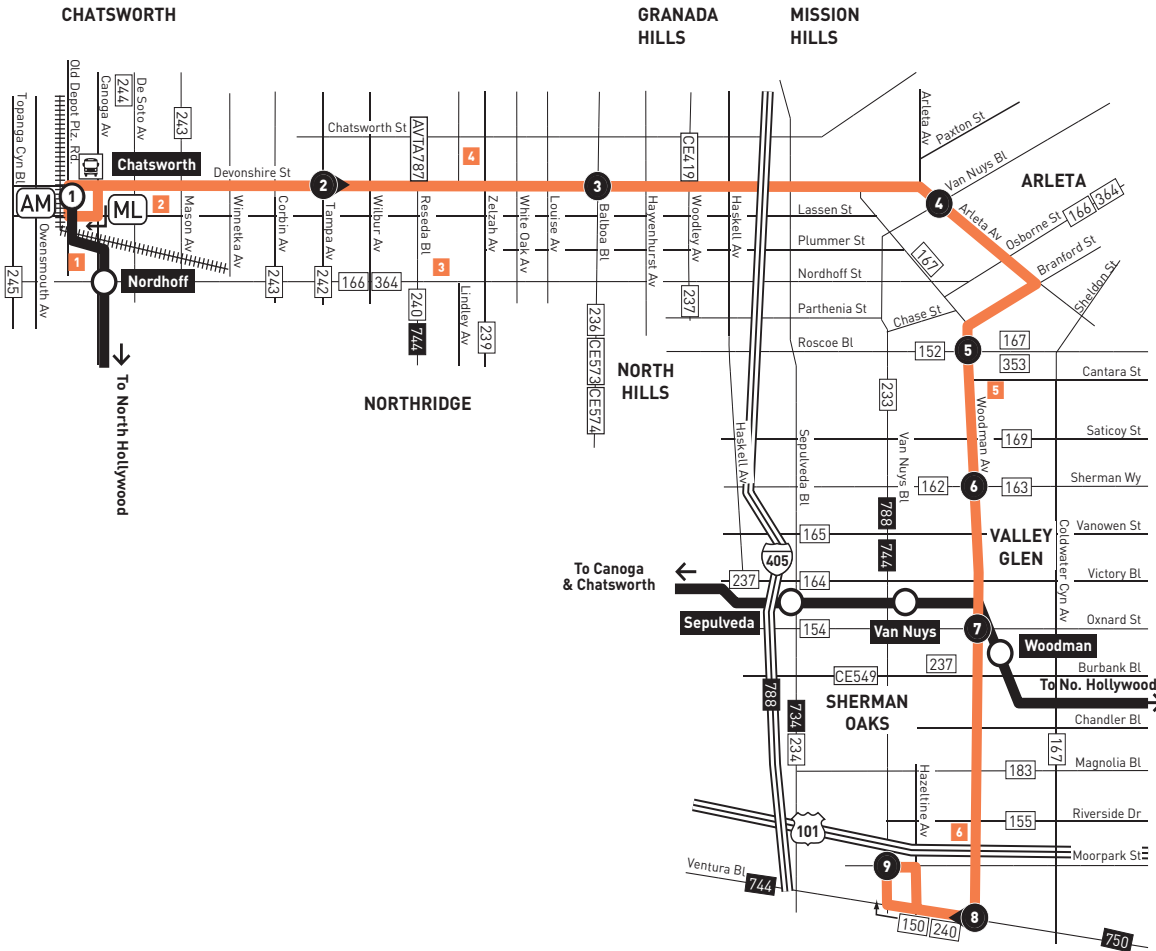 CHATSWORTH
GRANADA
HILLS
MISSION
HILLS
Topanga Cyn Bl
Old Depot Plz. Rd.
Canoga Av
244
De Soto Av
243
Chatsworth St
AVTA787
4
CE419
Arleta Av
Paxton St
Van Nuys Bl
ARLETA
Chatsworth
Devonshire St
2
3
AM
1
ML
2
4
Arleta Av
Osborne St
166
364
Owensmouth Av
Mason Av
Winnetka Av
Corbin Av
Tampa Av
Wilbur Av
Reseda Bl
Zelzah Av
White Oak Av
Louise Av
Balboa Bl
Hayvenhurst Av
Woodley Av
Haskell Av
Lassen St
Plummer St
Nordhoff St
Parthenia St
167
Branford St
Sheldon St
1
3
Nordhoff
245
243
242
166
364
240
744
Lindley Av
239
236
CE573
CE574
237
Chase St
Roscoe Bl
152
5
167
353
Cantara St
To North Hollywood
NORTHRIDGE
NORTH
HILLS
5
233
Woodman Av
Haskell Av
Sepulveda Bl
Van Nuys Bl
169
Saticoy St
162
6
163
Sherman Wy
788
744
165
VALLEY
GLEN
Vanowen St
Coldwater Cyn Av
405
To Canoga
& Chatsworth
237
164
Victory Bl
Sepulveda
154
Van Nuys
7
Oxnard St
Woodman
237
Burbank Bl
CE549
To No. Hollywood
788
734
234
SHERMAN
OAKS
Chandler Bl
167
183
Magnolia Bl
Hazeltine Av
101
6
155
Riverside Dr
Moorpark St
9
Ventura Bl
744
150
240
8
750